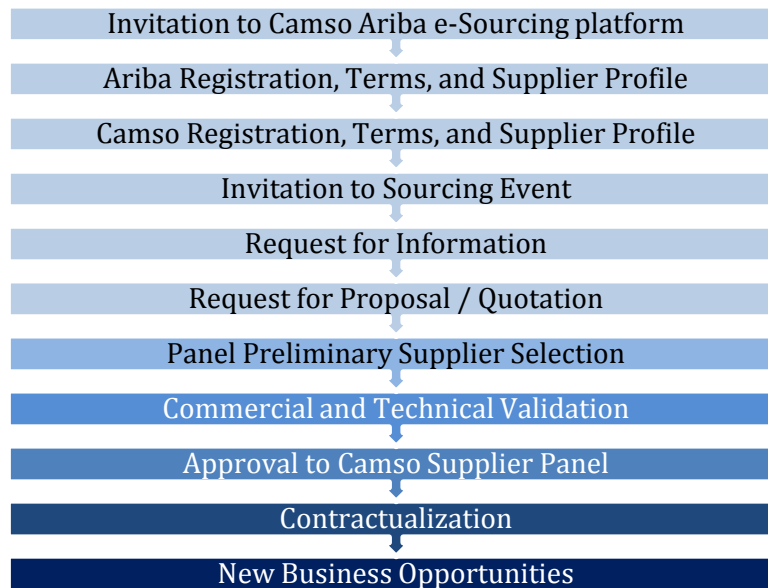 Invitation to Camso Ariba e-Sourcing platform
Ariba Registration, Terms, and Supplier Profile
Camso Registration, Terms, and Supplier Profile
Invitation to Sourcing Event
Request for Information
Request for Proposal / Quotation
Panel Preliminary Supplier Selection
Commercial and Technical Validation
Approval to Camso Supplier Panel
Contractualization
New Business Opportunities